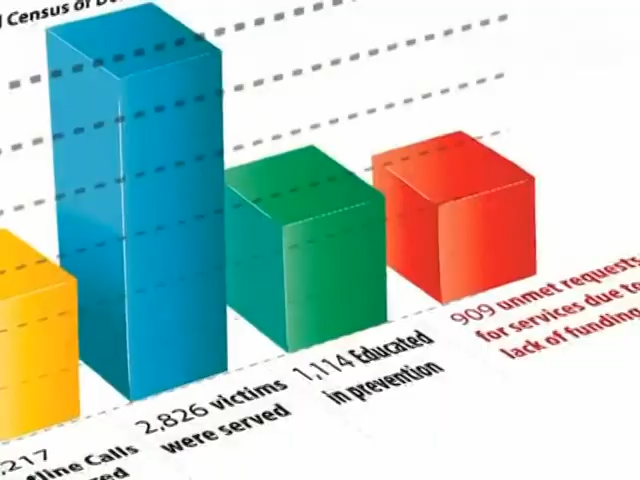 Census of
,217
Calls
2,826 victims
were served
1,114 Educated
in prevention
909 unmet requests
for services due to
lack of funding